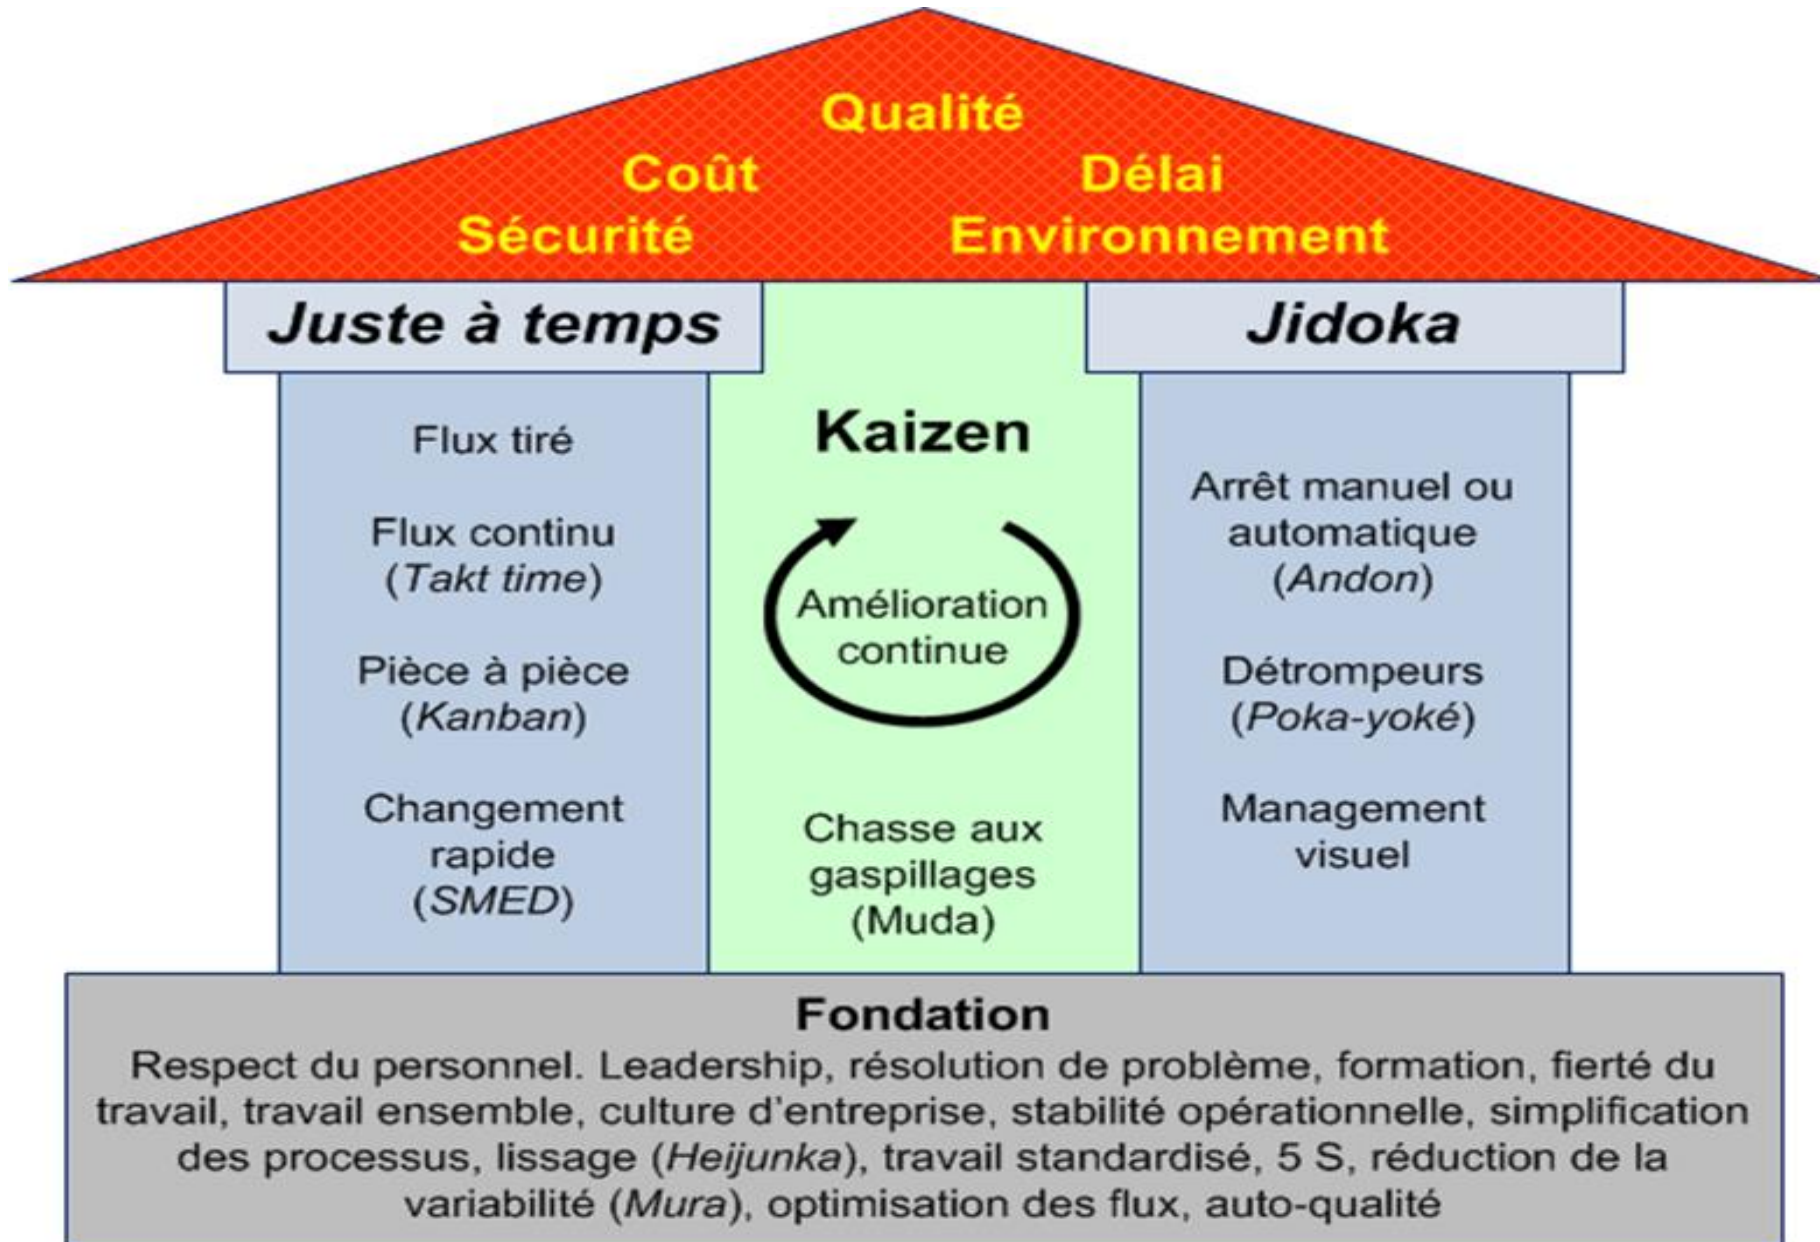 Qualité
Coût
Délai
Sécurité
Environnement
Juste à temps
Flux tiré
Flux continu
(Takt time)
Pièce à pièce
(Kanban)
Changement
rapide
(SMED)
Kaizen
Amélioration
continue
Chasse aux
gaspillages
(Muda)
Jidoka
Arrêt manuel ou
automatique
(Andon)
Détrompeurs
(Poka-yoké)
Management
visuel
Fondation
Respect du personnel. Leadership, résolution de problème, formation, fierté du
travail, travail ensemble, culture d'entreprise, stabilité opérationnelle, simplification
des processus, lissage (Heijunka), travail standardisé, 5 S, réduction de la
variabilité (Mura), optimisation des flux, auto-qualité